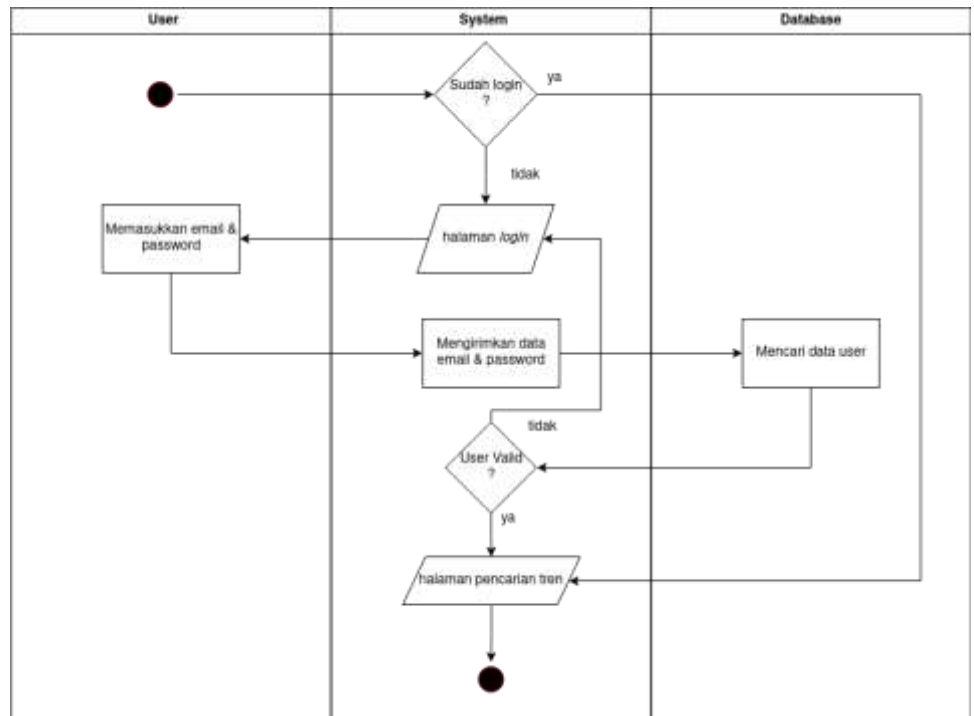 User
System
Database
Sudah login
?
ya
tidak
Memasukkan email &
password
halaman login
Mengirimkan data
email & password
Mencari data user
tidak
User Valid
?
ya
halaman pencarian tren